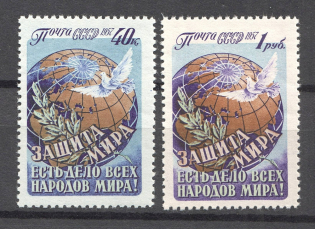 Почта СССР 1957 40к.
ЗАЩИТА
МИРА
ЕСТЬ ДЕЛО ВСЕХ
НАРОДОВ МИРА!
Почта СССР 1957 1 руб.
ЗАЩИТА
МИРА
ЕСТЬ ДЕЛО ВСЕХ
НАРОДОВ МИРА!